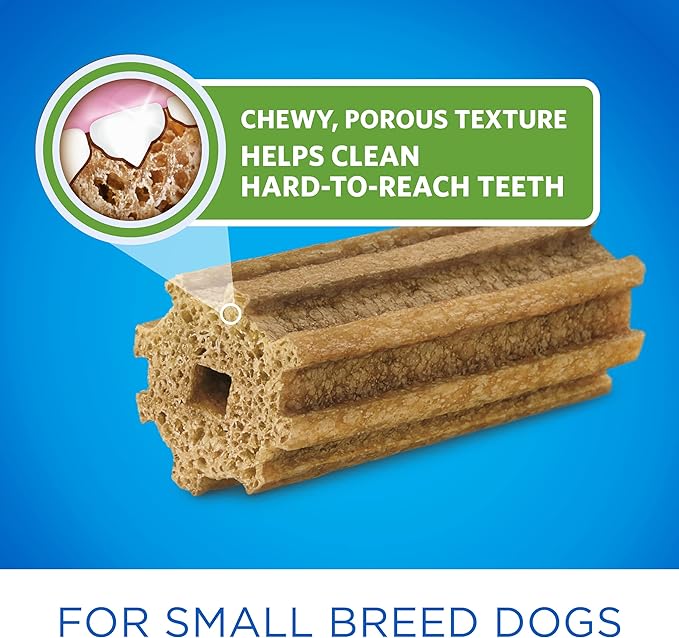 CHEWY, POROUS TEXTURE
HELPS CLEAN
HARD-TO-REACH TEETH
FOR SMALL BREED DOGS